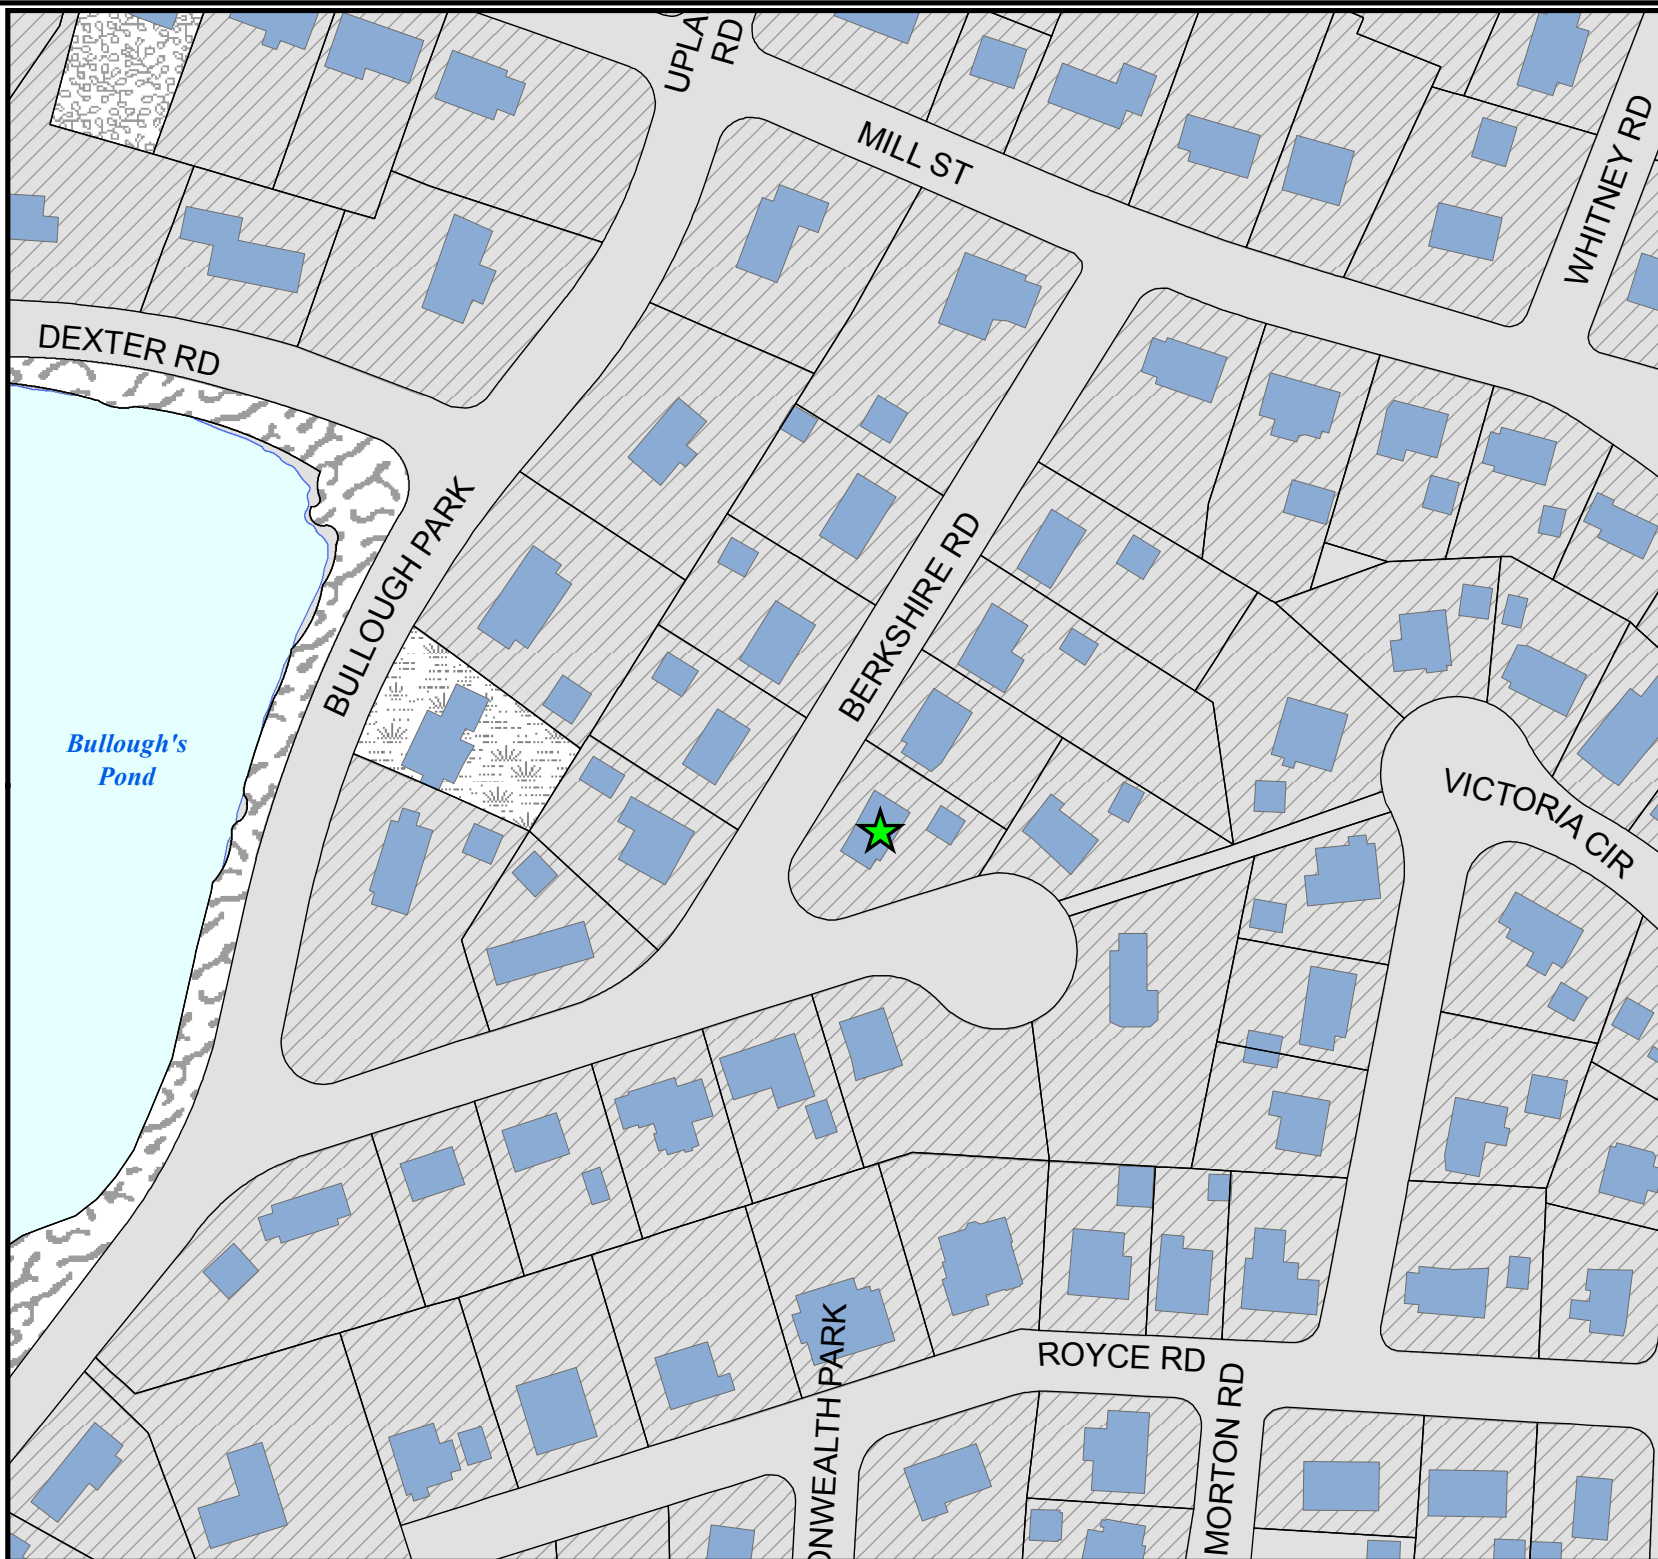 UPLA
RD
MILL ST
WHITNEY RD
DEXTER RD
BULLOUGH PARK
BERKSHIRE RD
Bullough's
Pond
VICTORIA CIR
ROYCE RD
ONWEALTH PARK
MORTON RD